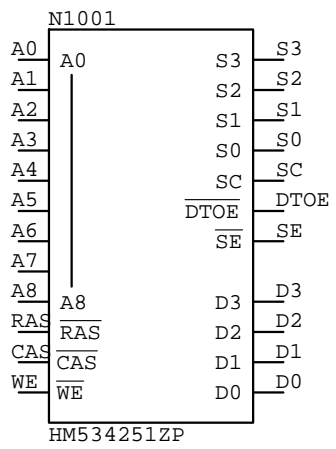 N1001
A0 A0 S3 S3
A1 S2 S2
A2 S1 S1
A3 S0 S0
A4 SC SC
A5 DTOE DTOE
A6 SE SE
A7
A8 A8 D3 D3
RAS RAS D2 D2
CAS CAS D1 D1
WE WE D0 D0
HM534251ZP